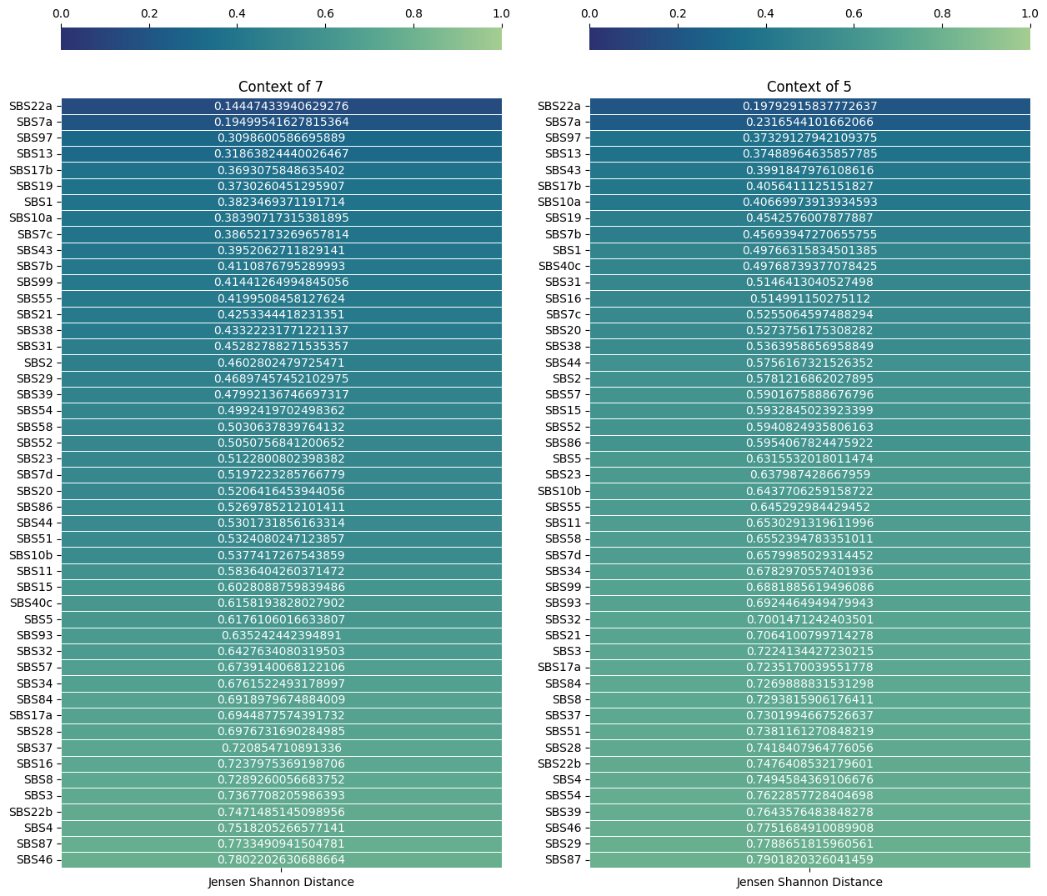 0.0 0.2 0.4 0.6 0.8 1.0
Context of 7
SBS22a 0.14447433940629276
SBS7a 0.19499541627815364
SBS97 0.3098600586695889
SBS13 0.31863824440026467
SBS17b 0.3693075848635402
SBS19 0.3730260451295907
SBS1 0.3823469371191714
SBS10a 0.38390717315381895
SBS7c 0.38652173269657814
SBS43 0.3952062711829141
SBS7b 0.4110876795289993
SBS99 0.41441264994845056
SBS55 0.4199508458127624
SBS21 0.4253344418231351
SBS38 0.43322231771221137
SBS31 0.45282788271535357
SBS2 0.4602802479725471
SBS29 0.46897457452102975
SBS39 0.47992136746697317
SBS54 0.4992419702498362
SBS58 0.5030637839764132
SBS52 0.5050756841200652
SBS23 0.5122800802398382
SBS7d 0.5197223285766779
SBS20 0.5206416453944056
SBS86 0.5269785212101411
SBS44 0.5301731856163314
SBS51 0.5324080247123857
SBS10b 0.5377417267543859
SBS11 0.5836404260371472
SBS15 0.6028088759839486
SBS40c 0.6158193828027902
SBS5 0.6176106016633807
SBS93 0.635242442394891
SBS32 0.6427634080319503
SBS57 0.6739140068122106
SBS34 0.6761522493178997
SBS84 0.6918979674884009
SBS17a 0.6944877574391732
SBS28 0.6976731690284985
SBS37 0.720854710891336
SBS16 0.7237975369198706
SBS8 0.7289260056683752
SBS3 0.7367708205986393
SBS22b 0.7471485145098956
SBS4 0.7518205266577141
SBS87 0.7733490941504781
SBS46 0.7802202630688664
Jensen Shannon Distance
0.0 0.2 0.4 0.6 0.8 1.0
Context of 5
SBS22a 0.19792915837772637
SBS7a 0.2316544101662066
SBS97 0.37329127942109375
SBS13 0.37488964635857785
SBS43 0.3991847976108616
SBS17b 0.4056411125151827
SBS10a 0.40669973913934593
SBS19 0.4542576007877887
SBS7b 0.45693947270655755
SBS1 0.49766315834501385
SBS40c 0.49768739377078425
SBS31 0.5146413040527498
SBS16 0.514991150275112
SBS7c 0.5255064597488294
SBS20 0.5273756175308282
SBS38 0.5363958656958849
SBS44 0.5756167321526352
SBS2 0.5781216862027895
SBS57 0.5901675888676796
SBS15 0.5932845023923399
SBS52 0.5940824935806163
SBS86 0.5954067824475922
SBS5 0.6315532018011474
SBS23 0.637987428667959
SBS10b 0.6437706259158722
SBS55 0.645292984429452
SBS11 0.6530291319611996
SBS58 0.6552394783351011
SBS7d 0.6579985029314452
SBS34 0.6782970557401936
SBS99 0.6881885619496086
SBS93 0.6924464949479943
SBS32 0.7001471242403501
SBS21 0.7064100799714278
SBS3 0.7224134427230215
SBS17a 0.7235170039551778
SBS84 0.7269888831531298
SBS8 0.7293815906176411
SBS37 0.7301994667526637
SBS51 0.7381161270848219
SBS28 0.7418407964776056
SBS22b 0.7476408532179601
SBS4 0.7494584369106676
SBS54 0.7622857728404698
SBS39 0.7643576483848278
SBS46 0.7751684910089908
SBS29 0.7788651815960561
SBS87 0.7901820326041459
Jensen Shannon Distance